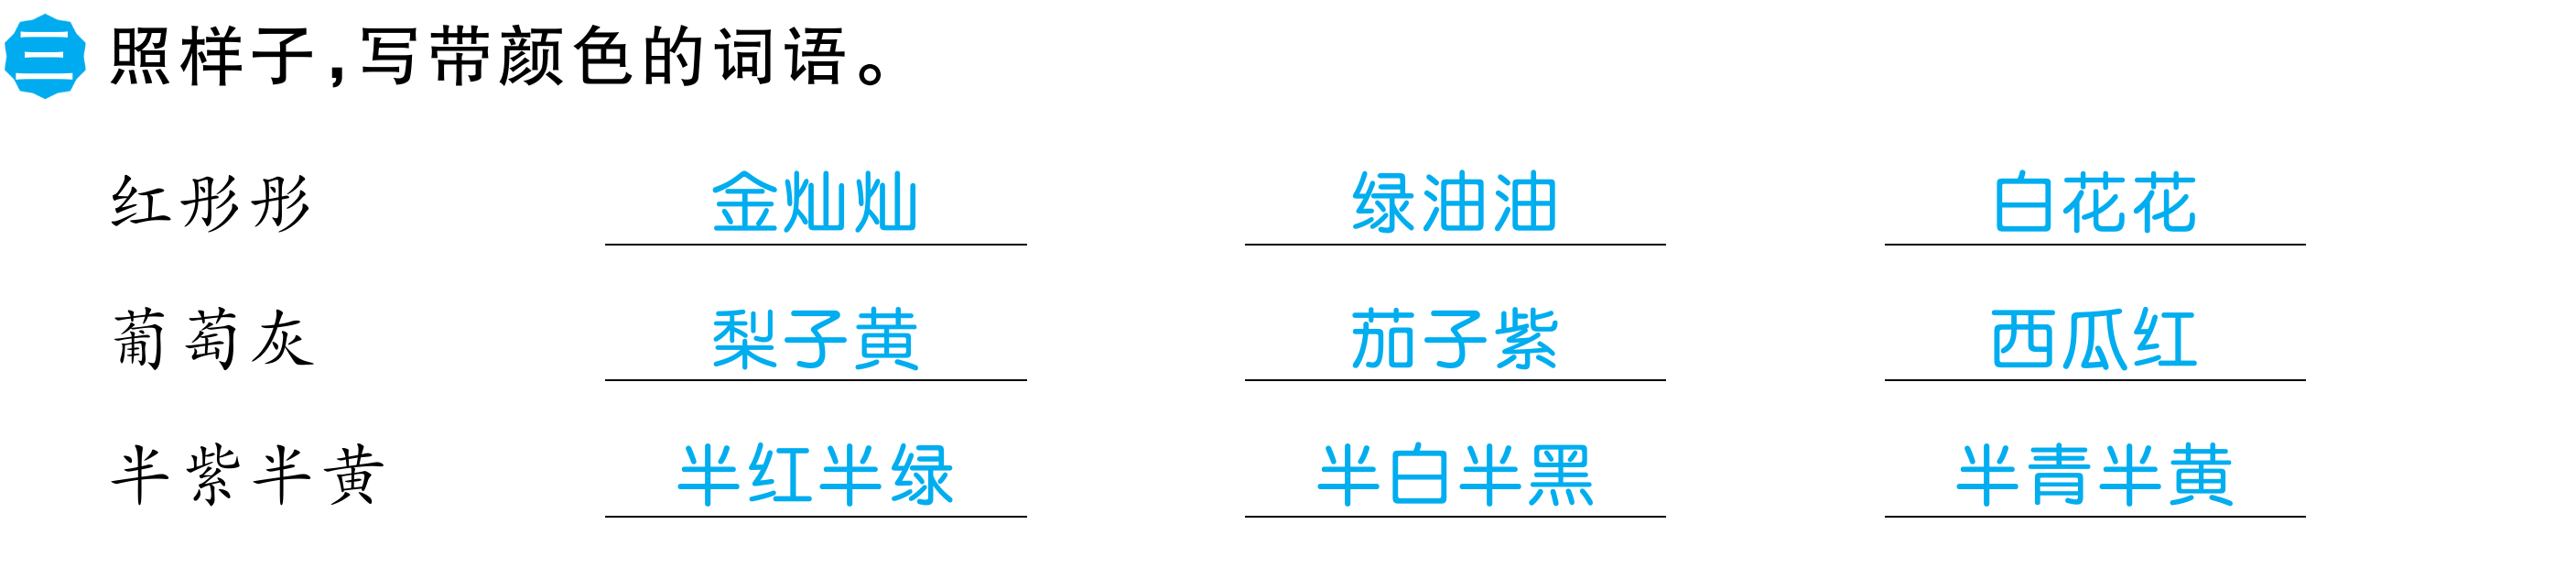 三 照样子,写带颜色的词语。
红彤彤 金灿灿 绿油油 白花花
葡萄灰 梨子黄 茄子紫 西瓜红
半紫半黄 半红半绿 半白半黑 半青半黄